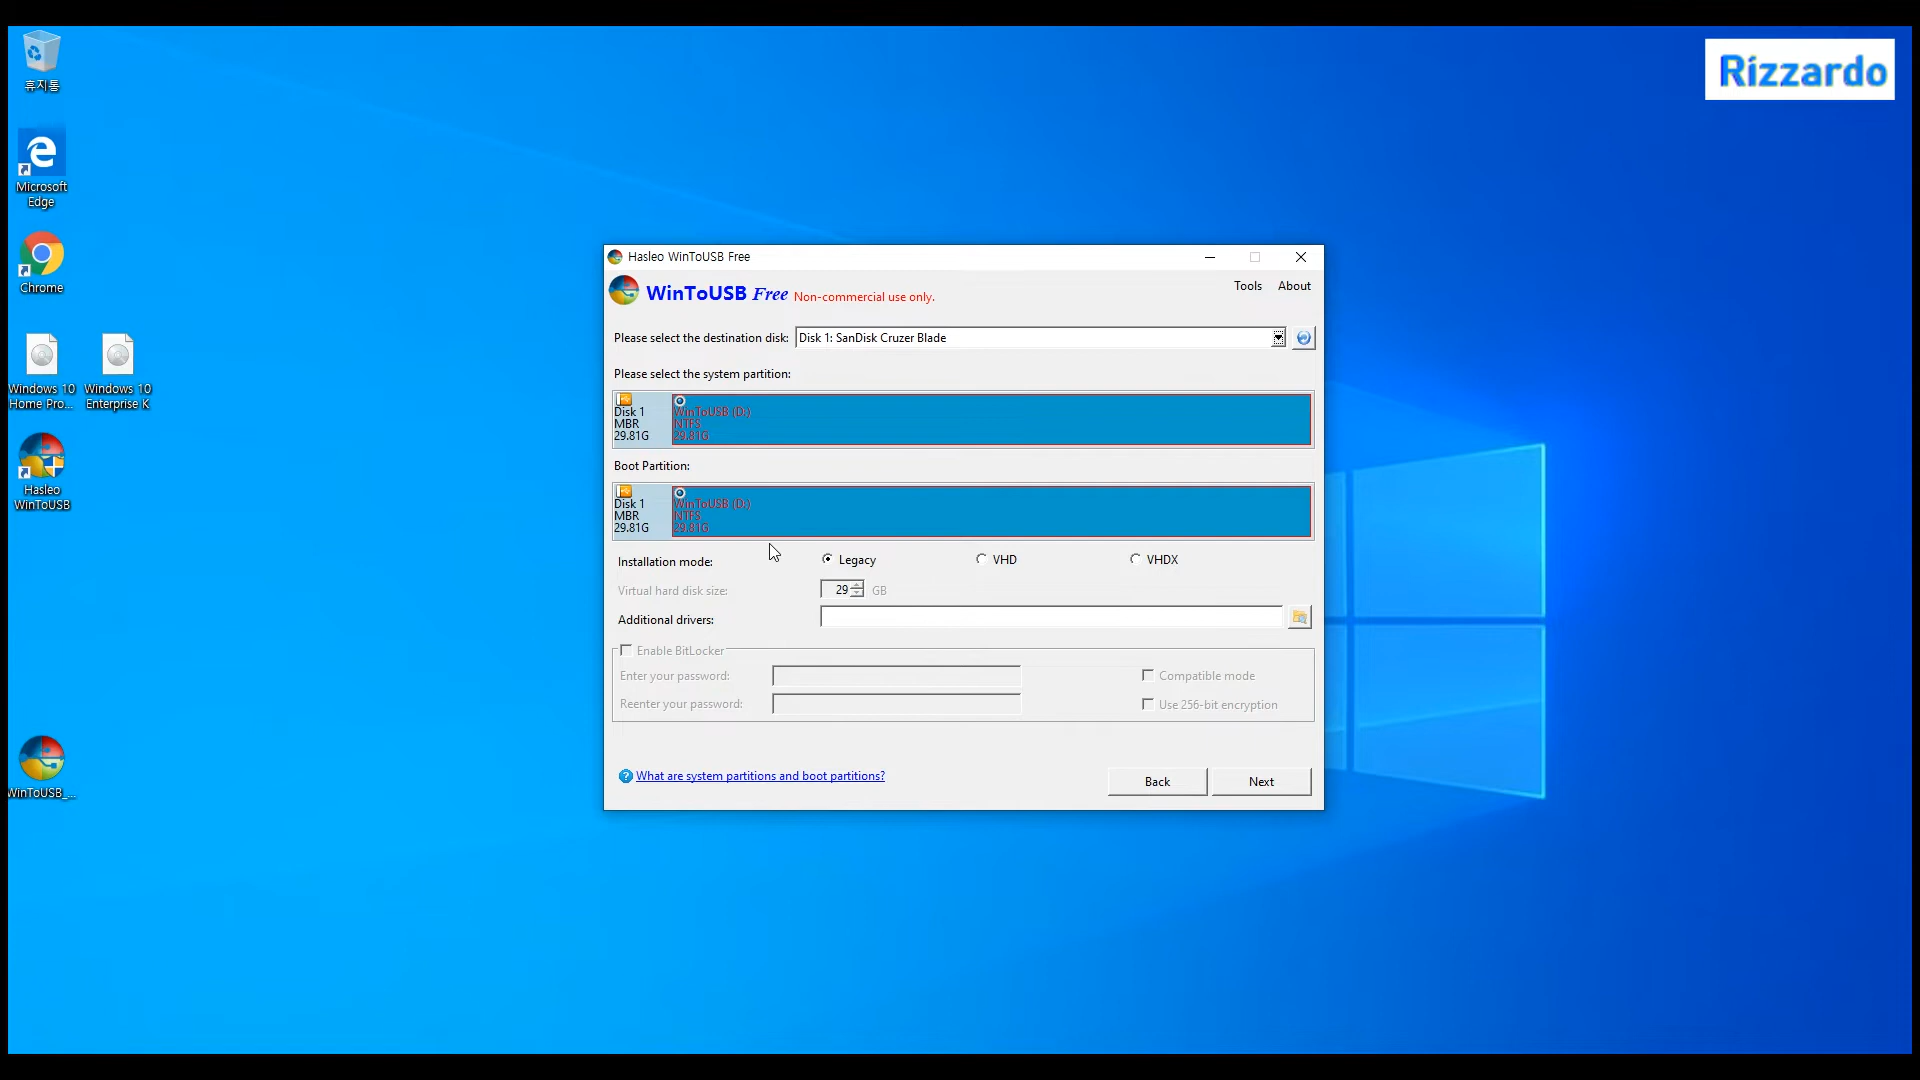 휴지통
Rizzardo
Microsoft
Edge
Chrome
Windows 10
Home Pro...
Windows 10
Enterprise K
Hasleo
WinToUSB
WinToUSB_...
Hasleo WinToUSB Free
WinToUSB Free Non-commercial use only.
Tools About
Please select the destination disk: Disk 1: SanDisk Cruzer Blade
Please select the system partition:
Disk 1
MBR
29.81G
WinToUSB (D:)
NTFS
29.81G
Boot Partition:
Disk 1
MBR
29.81G
WinToUSB (D:)
NTFS
29.81G
Installation mode: Legacy VHD VHDX
Virtual hard disk size: 29 GB
Additional drivers:
Enable BitLocker
Enter your password: Compatible mode
Reenter your password: Use 256-bit encryption
What are system partitions and boot partitions?
Back Next